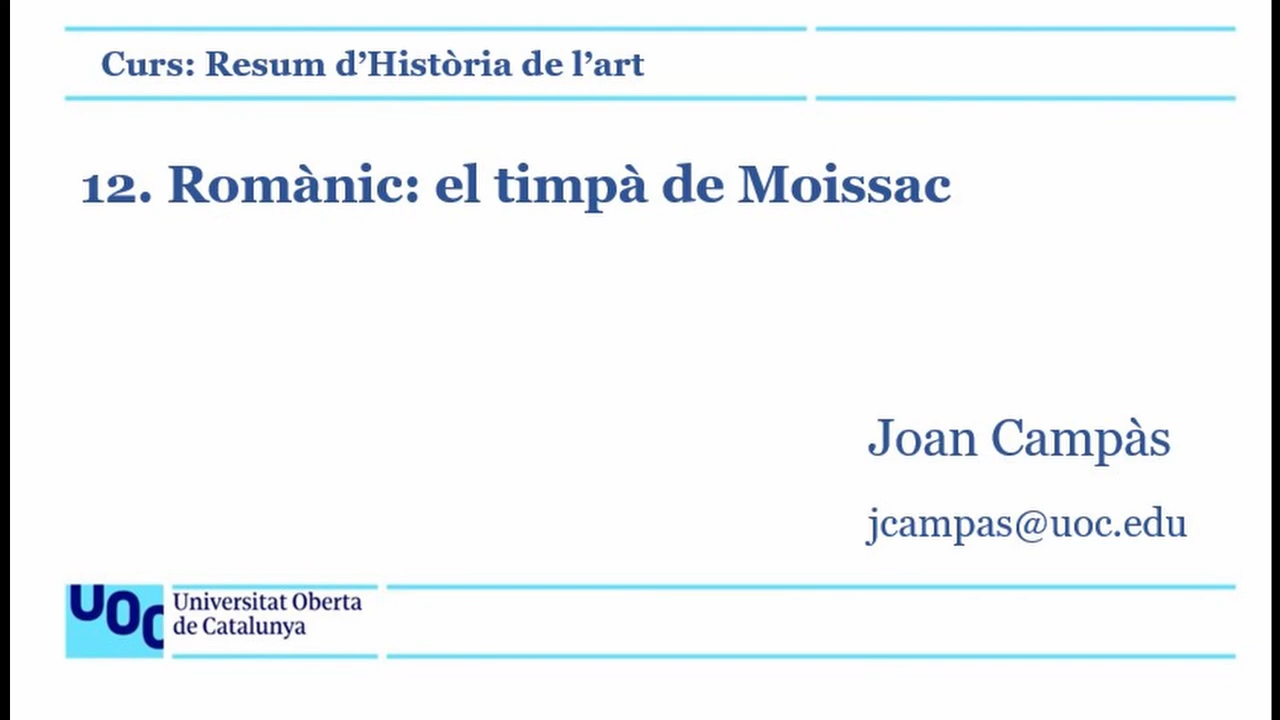 Curs: Resum d’Història de l’art
12. Romànic: el timpà de Moissac
Joan Campàs
jcampas@uoc.edu
UOC
Universitat Oberta
de Catalunya